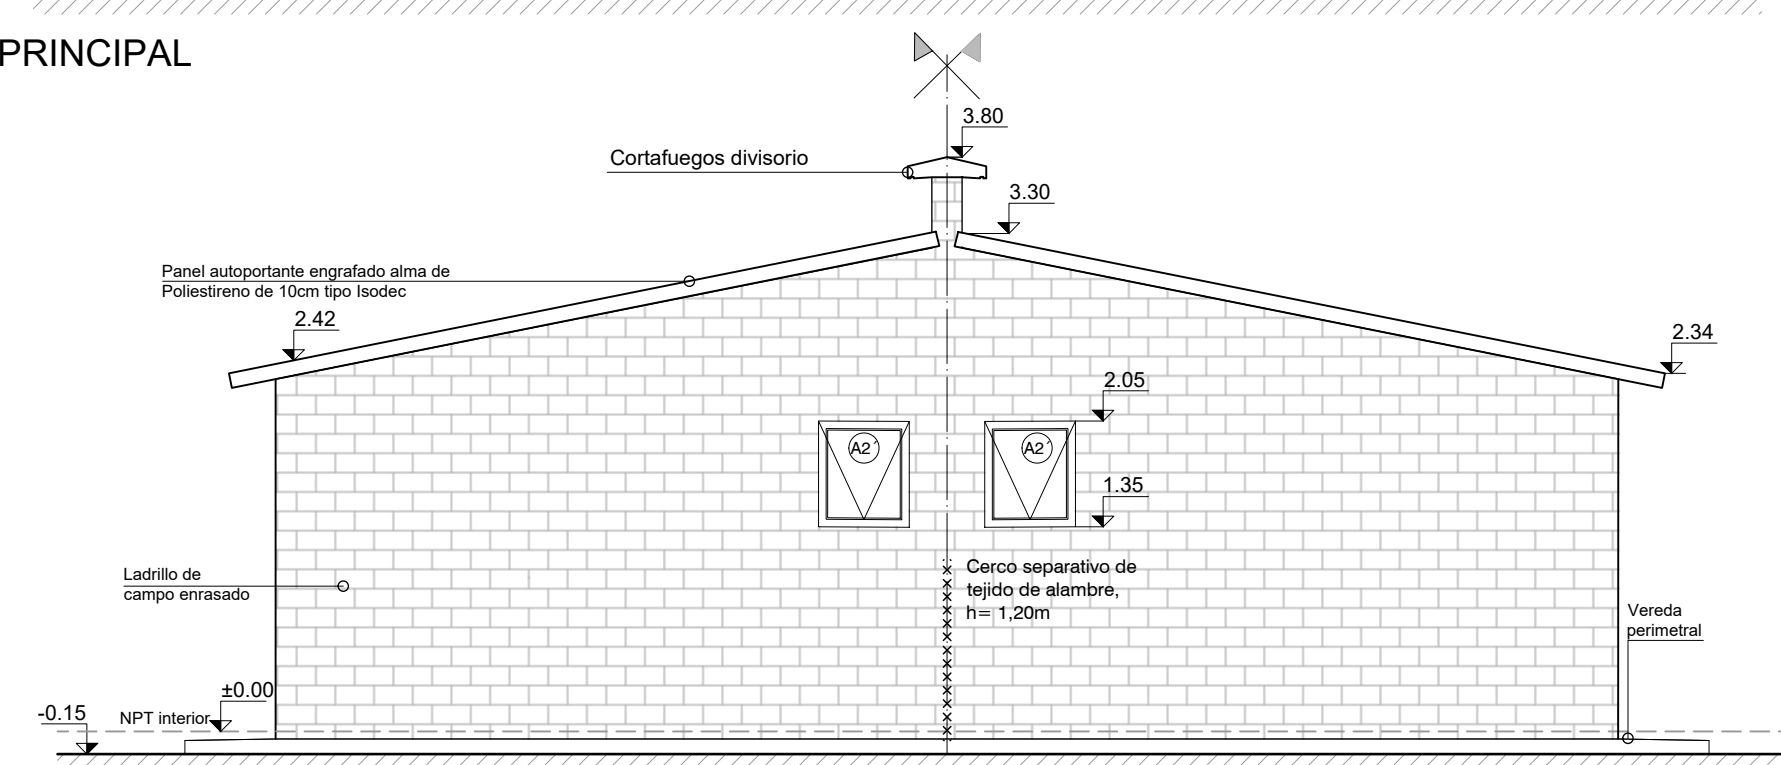 PRINCIPAL
3.80
Cortafuegos divisorio
3.30
Panel autoportante engrafado alma de
Poliestireno de 10cm tipo Isodec
2.42
2.34
2.05
A2´
A2´
1.35
Cerco separativo de
tejido de alambre,
h= 1,20m
Ladrillo de
campo enrasado
Vereda
perimetral
±0.00
-0.15
NPT interior